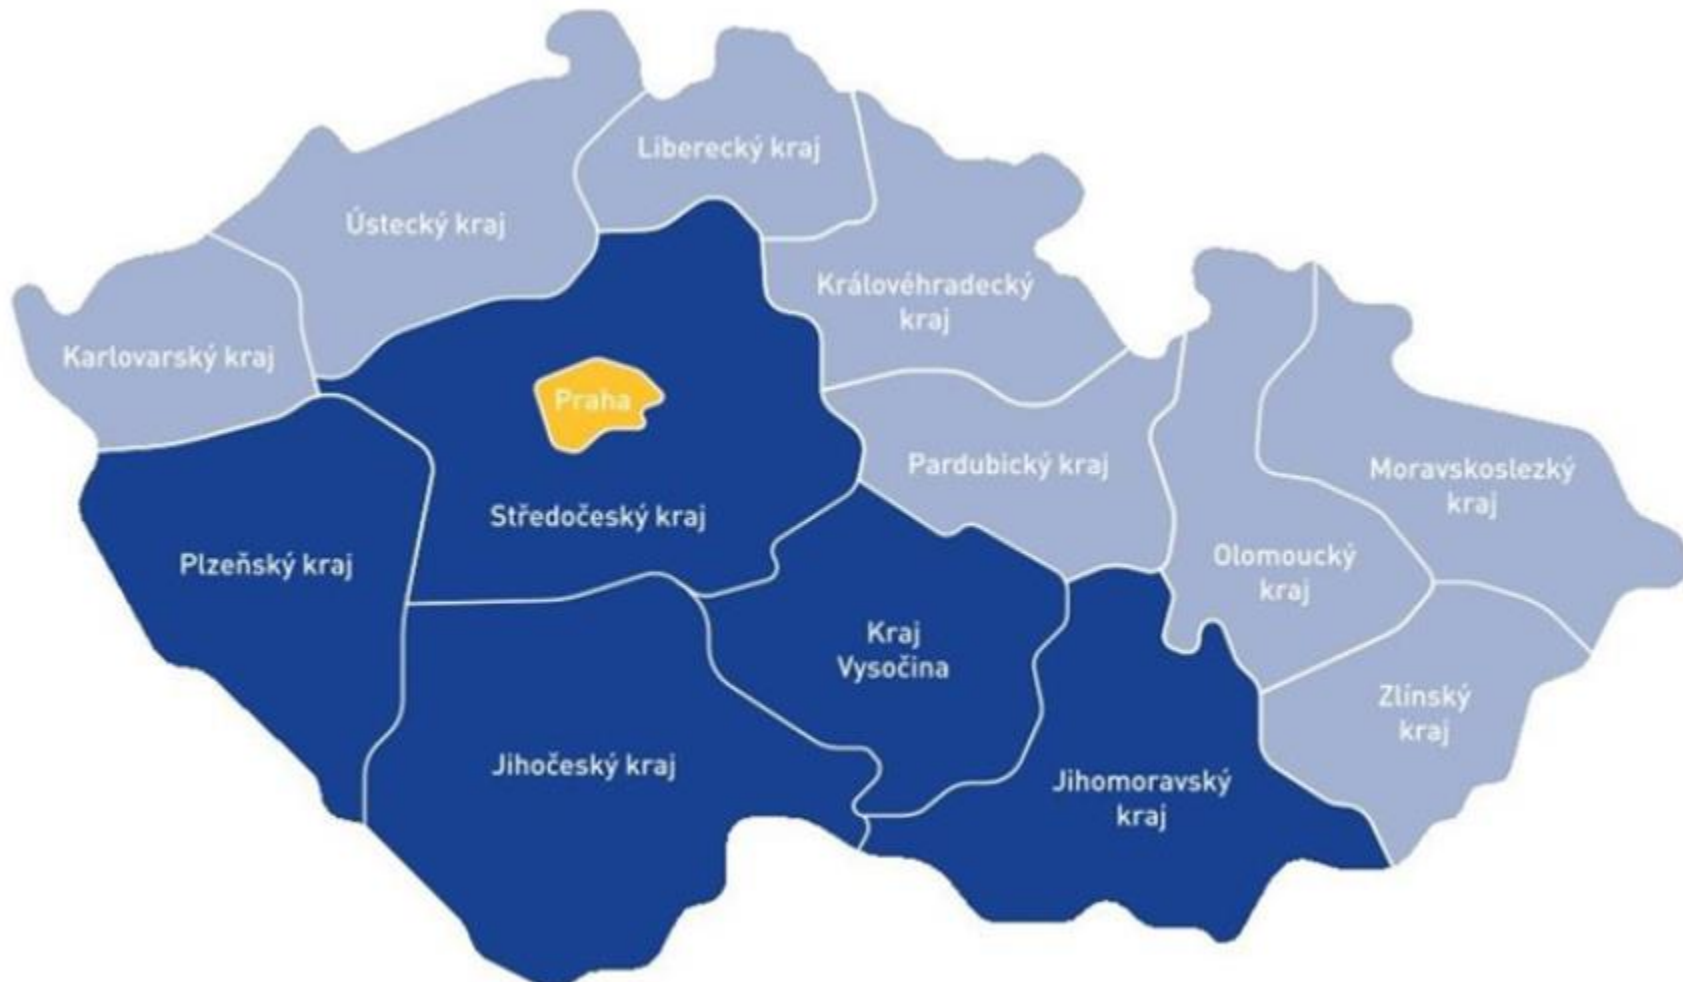 Liberecký kraj
Ústecký kraj
Královéhradecký
kraj
Karlovarský kraj
Praha
Pardubický kraj
Moravskoslezký
kraj
Středočeský kraj
Plzeňský kraj
Olomoucký
kraj
Kraj
Vysočina
Zlínský
kraj
Jihočeský kraj
Jihomoravský
kraj